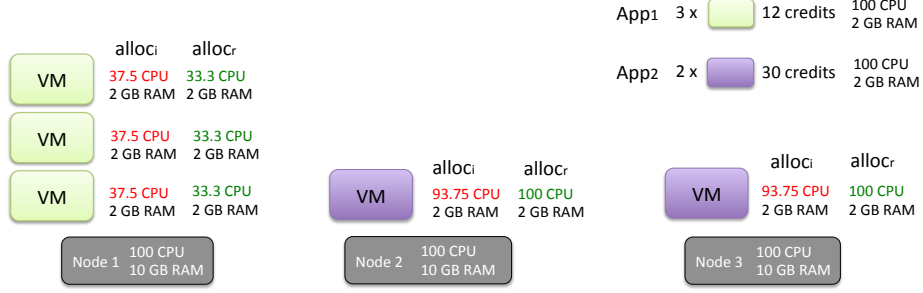 App1 3 x 12 credits 100 CPU
2 GB RAM
App2 2 x 30 credits 100 CPU
2 GB RAM
alloci allocr
VM 37.5 CPU 33.3 CPU
2 GB RAM 2 GB RAM
VM 37.5 CPU 33.3 CPU
2 GB RAM 2 GB RAM
VM 37.5 CPU 33.3 CPU
2 GB RAM 2 GB RAM
Node 1 100 CPU
10 GB RAM
alloci allocr
VM 93.75 CPU 100 CPU
2 GB RAM 2 GB RAM
Node 2 100 CPU
10 GB RAM
alloci allocr
VM 93.75 CPU 100 CPU
2 GB RAM 2 GB RAM
Node 3 100 CPU
10 GB RAM